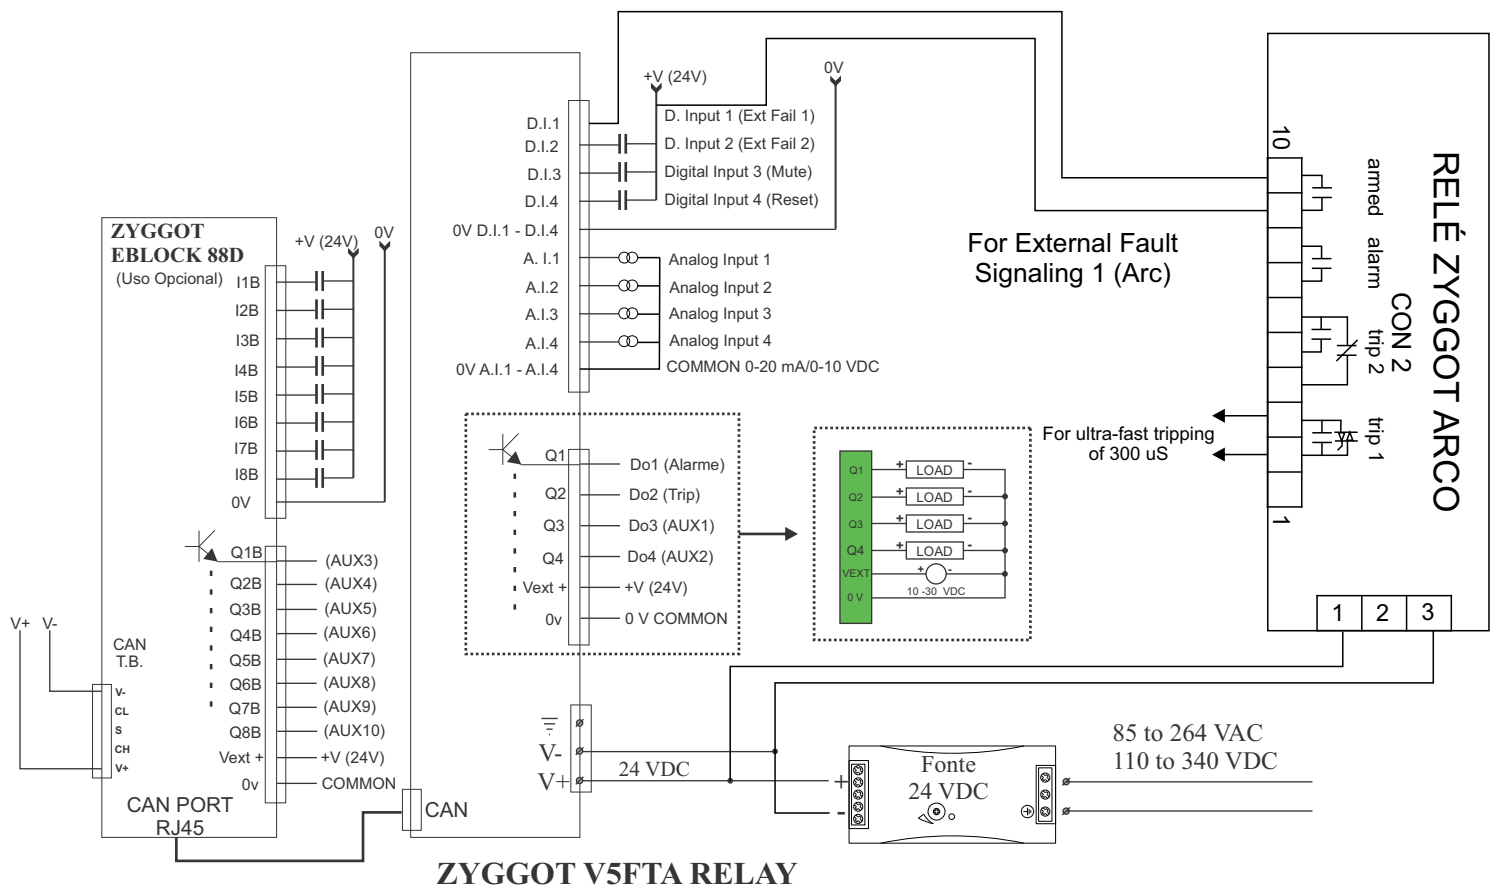 ZYGGOT
EBLOCK 88D
(Uso Opcional)
+V (24V)
0V
I1B
I2B
I3B
I4B
I5B
I6B
I7B
I8B
0V
Q1B
(AUX3)
Q2B
(AUX4)
Q3B
(AUX5)
Q4B
(AUX6)
Q5B
(AUX7)
Q6B
(AUX8)
Q7B
(AUX9)
Q8B
(AUX10)
Vext +
+V (24V)
0v
COMMON
V+
V-
CAN
T.B.
V-
CL
S
CH
V+
CAN PORT
RJ45
CAN
+V (24V)
0V
D.I.1
D. Input 1 (Ext Fail 1)
D.I.2
D. Input 2 (Ext Fail 2)
D.I.3
Digital Input 3 (Mute)
D.I.4
Digital Input 4 (Reset)
0V D.I.1 - D.I.4
A. I.1
Analog Input 1
A.I.2
Analog Input 2
A.I.3
Analog Input 3
A.I.4
Analog Input 4
0V A.I.1 - A.I.4
COMMON 0-20 mA/0-10 VDC
Q1
Do1 (Alarme)
Q2
Do2 (Trip)
Q3
Do3 (AUX1)
Q4
Do4 (AUX2)
Vext +
+V (24V)
0v
0 V COMMON
Q1
+
LOAD
-
Q2
+
LOAD
-
Q3
+
LOAD
-
Q4
+
LOAD
-
VEXT
+
-
10 -30 VDC
0 V
V-
V+
24 VDC
ZYGGOT V5FTA RELAY
For External Fault
Signaling 1 (Arc)
For ultra-fast tripping
of 300 uS
10
armed
alarm
trip 2
trip 1
1
CON 2
RELÉ ZYGGOT ARCO
1
2
3
+
-
Fonte
24 VDC
85 to 264 VAC
110 to 340 VDC